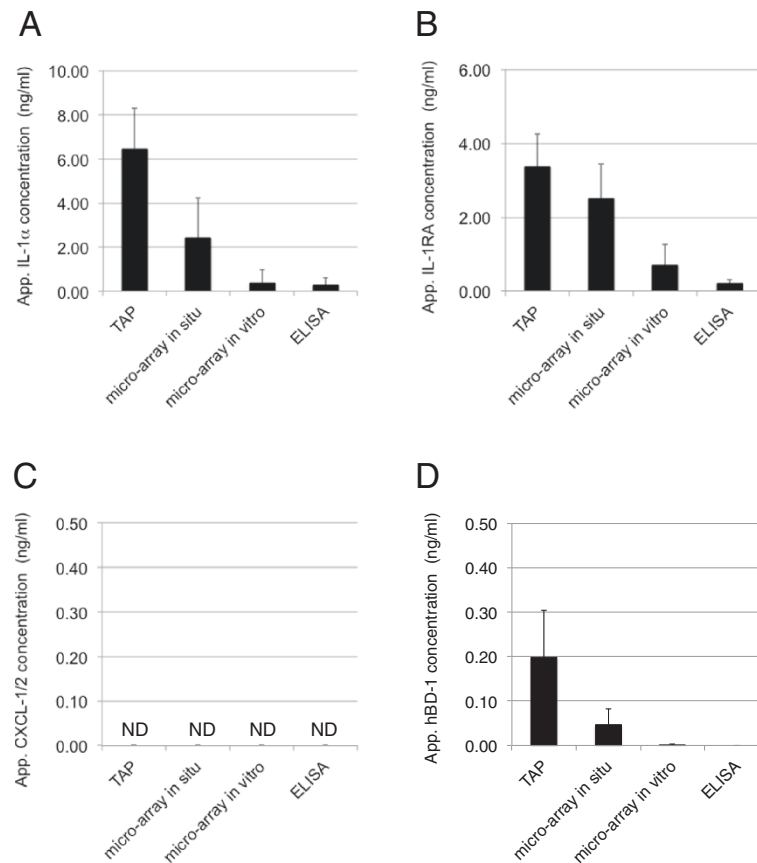 A
App. IL-1α concentration (ng/ml)
10.00
8.00
6.00
4.00
2.00
0.00
TAP
micro-array in situ
micro-array in vitro
ELISA
B
App. IL-1RA concentration (ng/ml)
6.00
4.00
2.00
0.00
TAP
micro-array in situ
micro-array in vitro
ELISA
C
App. CXCL-1/2 concentration (ng/ml)
0.50
0.40
0.30
0.20
0.10
0.00
ND ND ND ND
TAP
micro-array in situ
micro-array in vitro
ELISA
D
App. hBD-1 concentration (ng/ml)
0.50
0.40
0.30
0.20
0.10
0.00
TAP
micro-array in situ
micro-array in vitro
ELISA